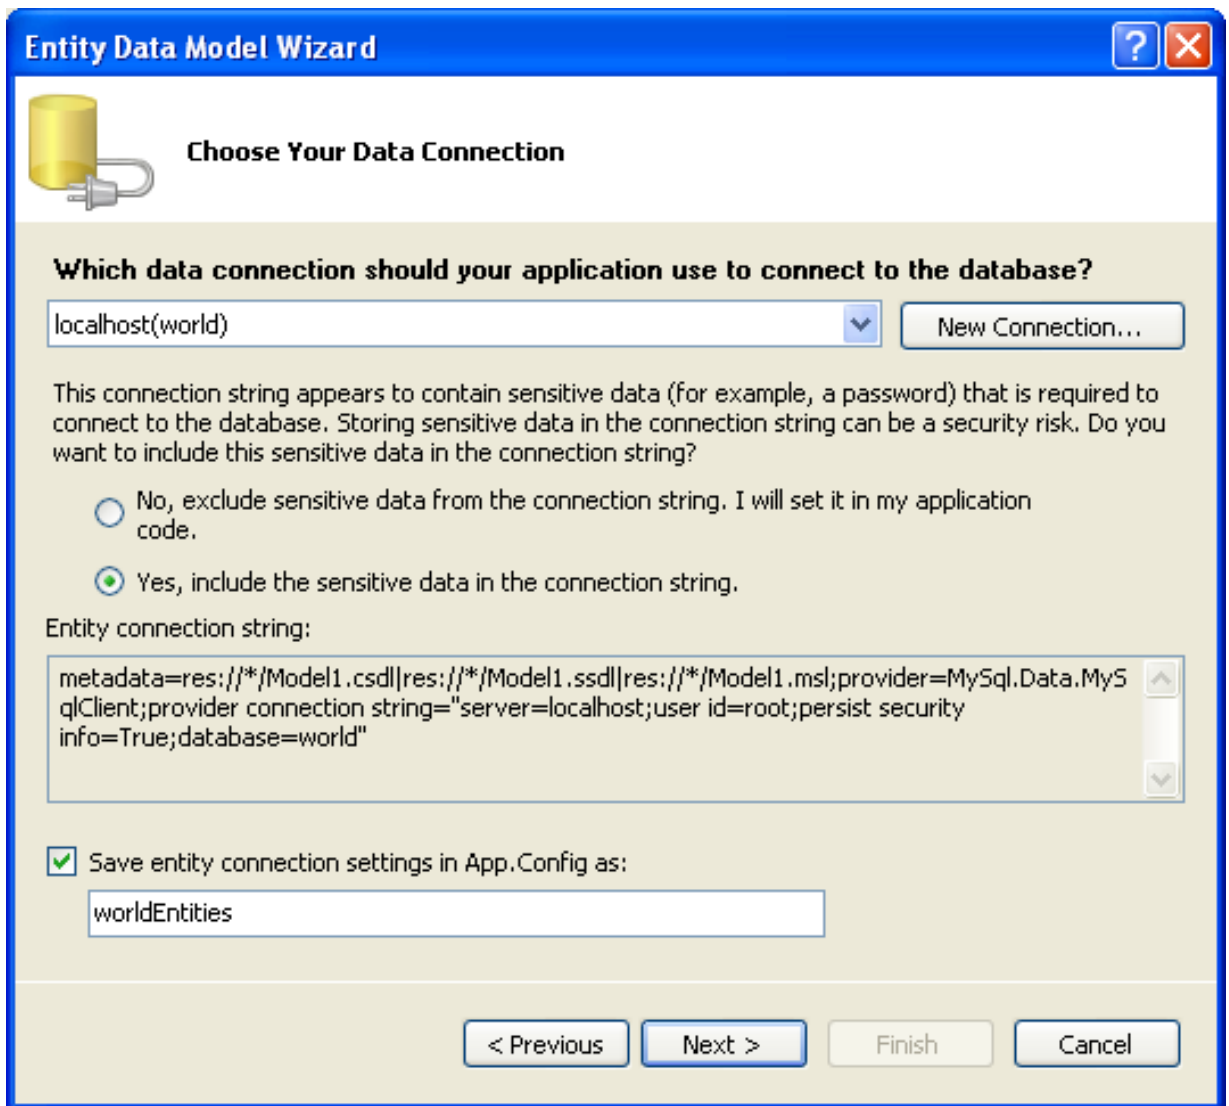 Entity Data Model Wizard
Choose Your Data Connection
Which data connection should your application use to connect to the database?
localhost(world)
New Connection...
This connection string appears to contain sensitive data (for example, a password) that is required to
connect to the database. Storing sensitive data in the connection string can be a security risk. Do you
want to include this sensitive data in the connection string?
No, exclude sensitive data from the connection string. I will set it in my application
code.
Yes, include the sensitive data in the connection string.
Entity connection string:
metadata=res://*/Model1.csdl|res://*/Model1.ssdl|res://*/Model1.msl;provider=MySql.Data.MyS
qlClient;provider connection string="server=localhost;user id=root;persist security
info=True;database=world"
Save entity connection settings in App.Config as:
worldEntities
< Previous
Next >
Finish
Cancel